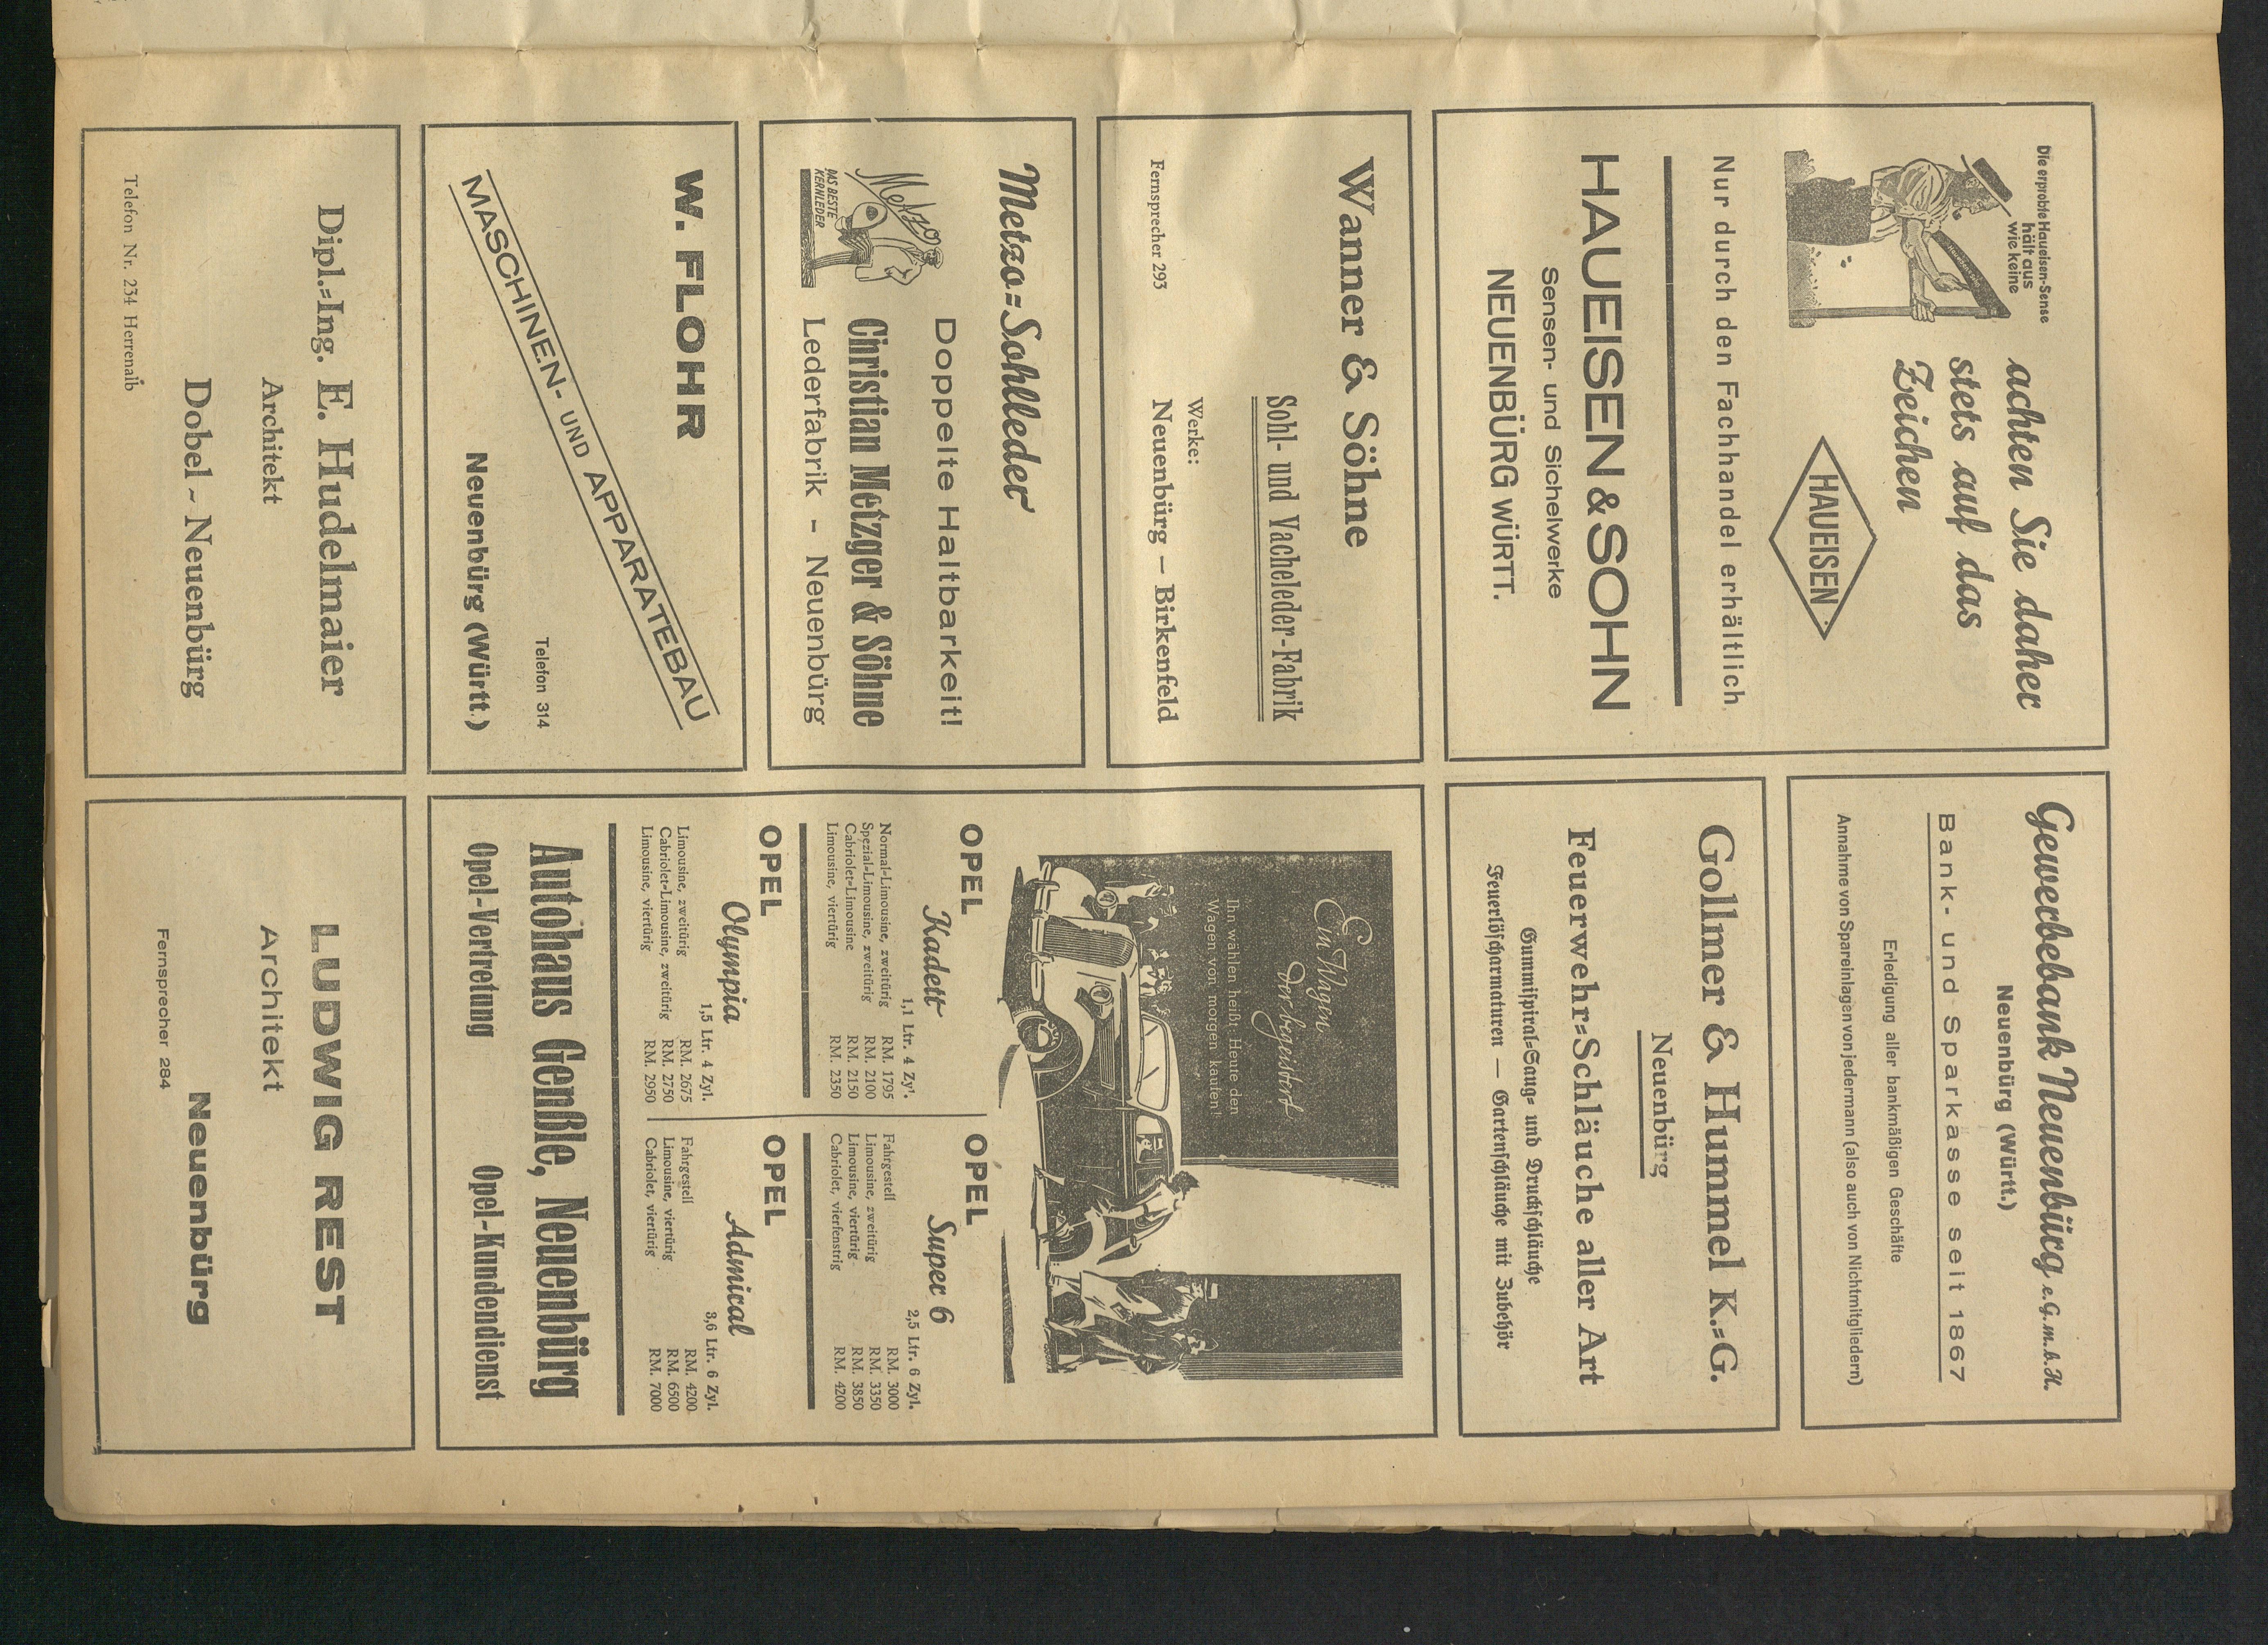 Die erprobte Haueisen-Sense
hält aus
wie keine
achten Sie daher
stets auf das
Zeichen
HAUEISEN
Nur durch den Fachhandel erhältlich
HAUEISEN & SOHN
Sensen- und Sichelwerke
NEUENBÜRG WÜRTT.
Wanner & Söhne
Sohl- und Vacheleder-Fabrik
Werke:
Fernsprecher 293 Neuenbürg — Birkenfeld
Metzo=Sohlleder
Doppelte Haltbarkeit!
Metzo
DAS BESTE
KERNLEDER
Christian Metzger & Söhne
Lederfabrik - Neuenbürg
W. FLOHR
MASCHINEN- UND APPARATEBAU
Telefon 314
Neuenbürg (Württ.)
Dipl.=Ing. E. Hudelmaier
Architekt
Dobel - Neuenbürg
Telefon Nr. 234 Herrenalb
Gewerbebank Neuenbürg e.G.m.b.H.
Neuenbürg (Württ.)
Bank- und Sparkasse seit 1867
Erledigung aller bankmäßigen Geschäfte
Annahme von Spareinlagen von jedermann (also auch von Nichtmitgliedern)
Gollmer & Hummel K.=G.
Neuenbürg
Feuerwehr=Schläuche aller Art
Gummispiral=Saug= und Druckschläuche
Feuerlöscharmaturen — Gartenschläuche mit Zubehör
Ein Wagen
der begeistert
Ihn wählen heißt: Heute den
Wagen von morgen kaufen!
OPEL
Kadett
1,1 Ltr. 4 Zyl.
Normal=Limousine, zweitürig RM. 1795
Spezial=Limousine, zweitürig RM. 2100
Cabriolet=Limousine RM. 2150
Limousine, viertürig RM. 2350
OPEL
Super 6
2,5 Ltr. 6 Zyl.
Fahrgestell RM. 3000
Limousine, zweitürig RM. 3350
Limousine, viertürig RM. 3850
Cabriolet, vierfenstrig RM. 4200
OPEL
Olympia
1,5 Ltr. 4 Zyl.
Limousine, zweitürig RM. 2675
Cabriolet=Limousine, zweitürig RM. 2750
Limousine, viertürig RM. 2950
OPEL
Admiral
3,6 Ltr. 6 Zyl.
Fahrgestell RM. 4200
Limousine, viertürig RM. 6500
Cabriolet, viertürig RM. 7000
Autohaus Genßle, Neuenbürg
Opel-Vertretung Opel-Kundendienst
LUDWIG REST
Architekt
Neuenbürg
Fernsprecher 284